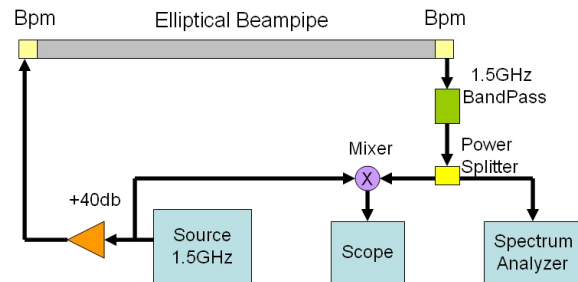 Bpm
Elliptical Beampipe
Bpm
1.5GHz
BandPass
Mixer
Power
Splitter
X
+40db
Source
1.5GHz
Scope
Spectrum
Analyzer